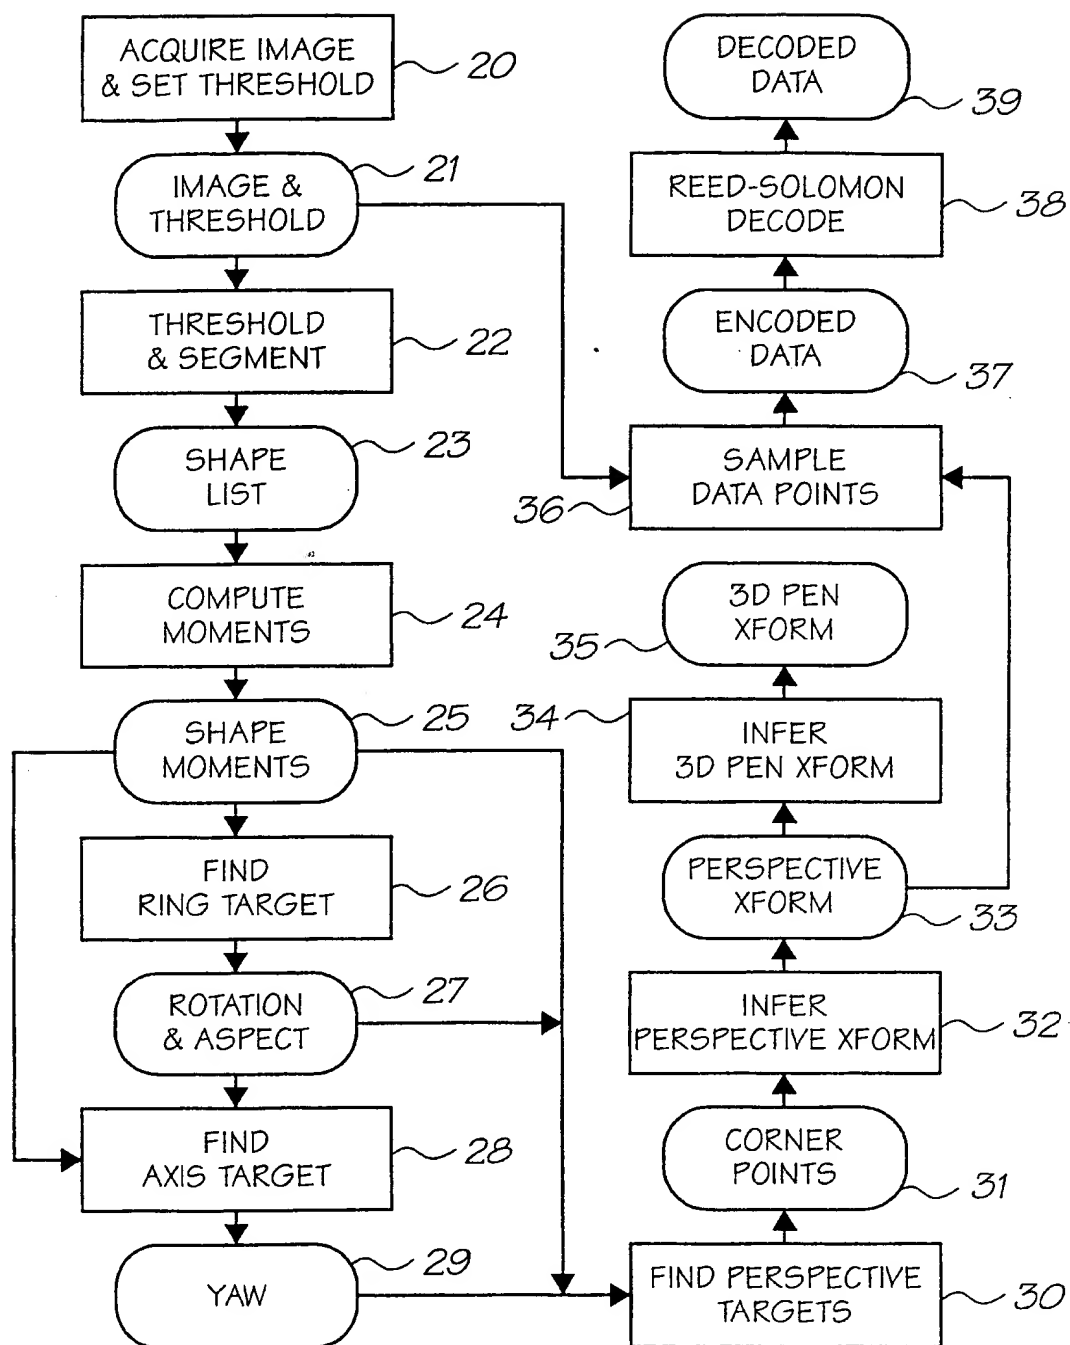 ACQUIRE IMAGE
& SET THRESHOLD
20
IMAGE &
THRESHOLD
21
THRESHOLD
& SEGMENT
22
SHAPE
LIST
23
COMPUTE
MOMENTS
24
SHAPE
MOMENTS
25
FIND
RING TARGET
26
ROTATION
& ASPECT
27
FIND
AXIS TARGET
28
YAW
29
DECODED
DATA
39
REED-SOLOMON
DECODE
38
ENCODED
DATA
37
SAMPLE
DATA POINTS
36
3D PEN
XFORM
35
INFER
3D PEN XFORM
34
PERSPECTIVE
XFORM
33
INFER
PERSPECTIVE XFORM
32
CORNER
POINTS
31
FIND PERSPECTIVE
TARGETS
30